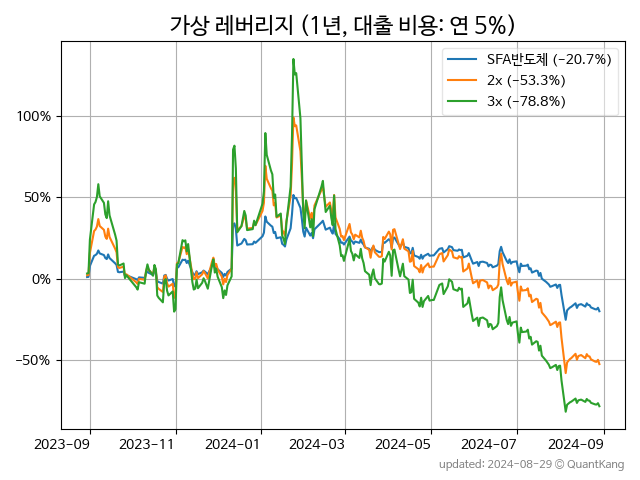 가상 레버리지 (1년, 대출 비용: 연 5%)
SFA반도체 (−20.7%)
2x (−53.3%)
3x (−78.8%)
100%
50%
0%
−50%
2023-09 2023-11 2024-01 2024-03 2024-05 2024-07 2024-09
updated: 2024-08-29 © QuantKang